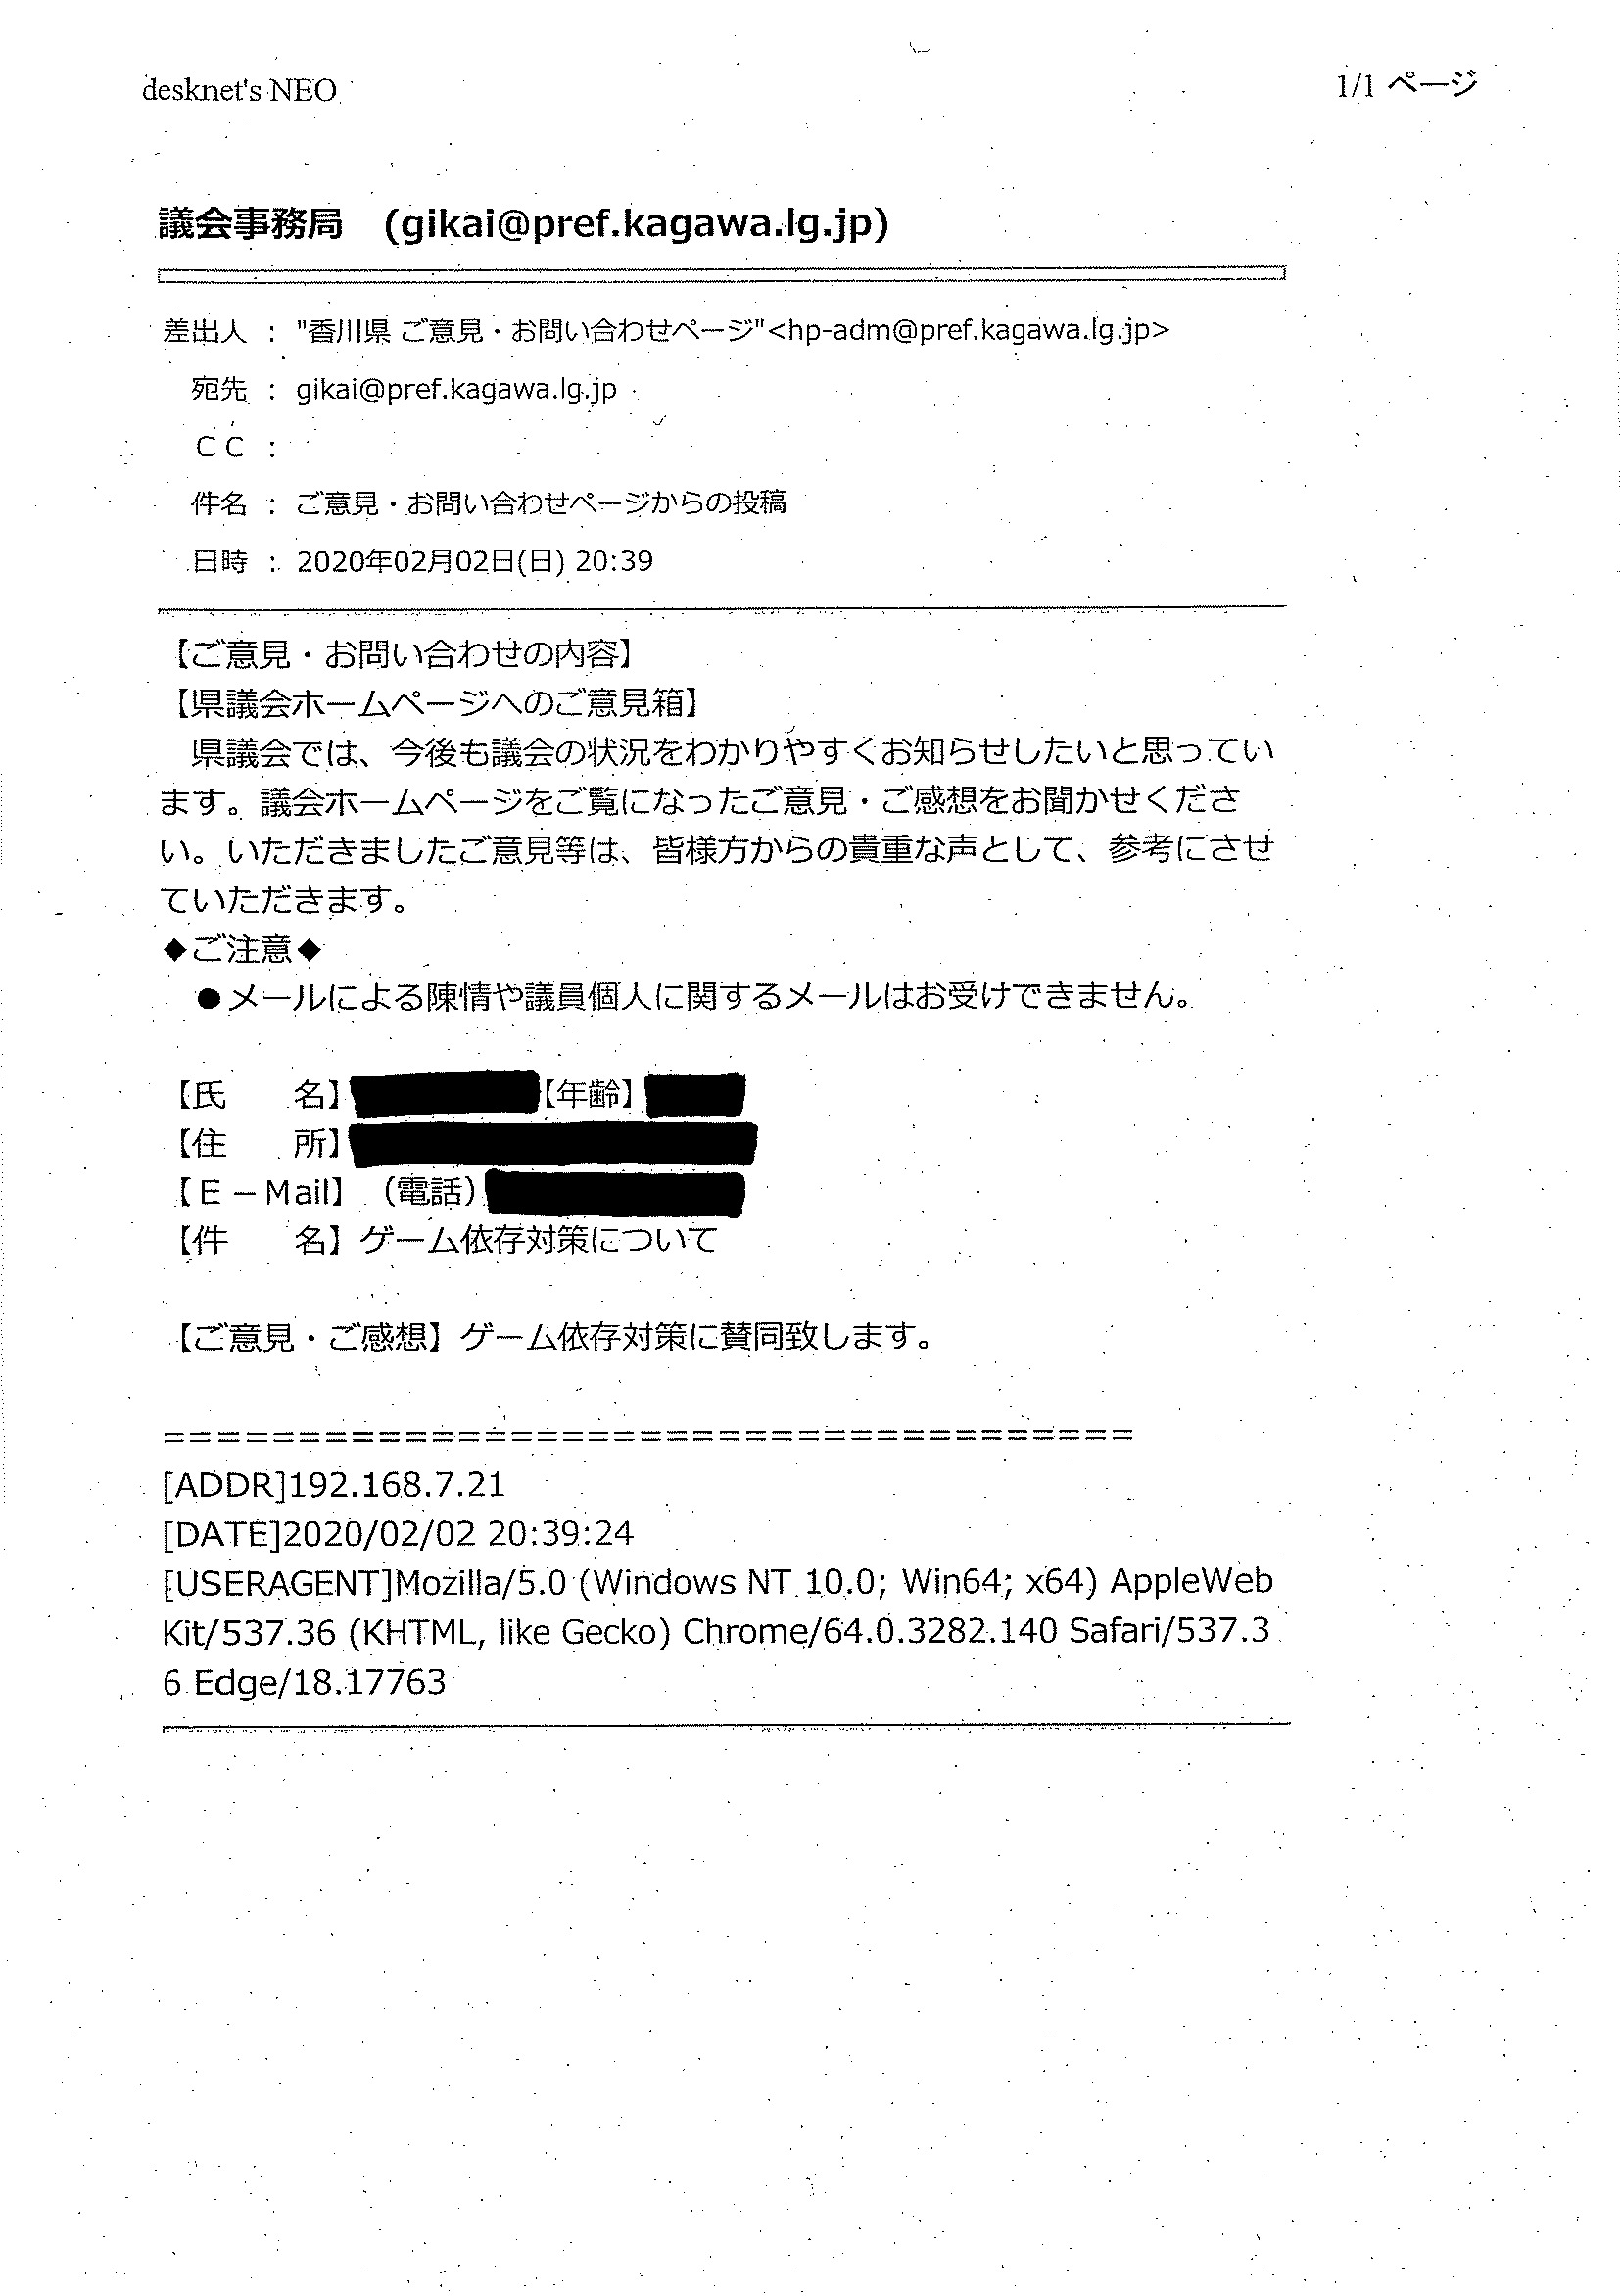 desknet's NEO
1/1 ページ
議会事務局　(gikai@pref.kagawa.lg.jp)
差出人 : "香川県 ご意見・お問い合わせページ"<hp-adm@pref.kagawa.lg.jp>
宛先 : gikai@pref.kagawa.lg.jp
ＣＣ :
件名 : ご意見・お問い合わせページからの投稿
日時 : 2020年02月02日(日) 20:39
【ご意見・お問い合わせの内容】
【県議会ホームページへのご意見箱】
　県議会では、今後も議会の状況をわかりやすくお知らせしたいと思ってい
ます。議会ホームページをご覧になったご意見・ご感想をお聞かせくださ
い。いただきましたご意見等は、皆様方からの貴重な声として、参考にさせ
ていただきます。
◆ご注意◆
　●メールによる陳情や議員個人に関するメールはお受けできません。
【氏　　名】【年齢】
【住　　所】
【Ｅ－Mail】（電話）
【件　　名】ゲーム依存対策について
【ご意見・ご感想】ゲーム依存対策に賛同致します。
=====================================
[ADDR]192.168.7.21
[DATE]2020/02/02 20:39:24
[USERAGENT]Mozilla/5.0 (Windows NT 10.0; Win64; x64) AppleWeb
Kit/537.36 (KHTML, like Gecko) Chrome/64.0.3282.140 Safari/537.3
6 Edge/18.17763